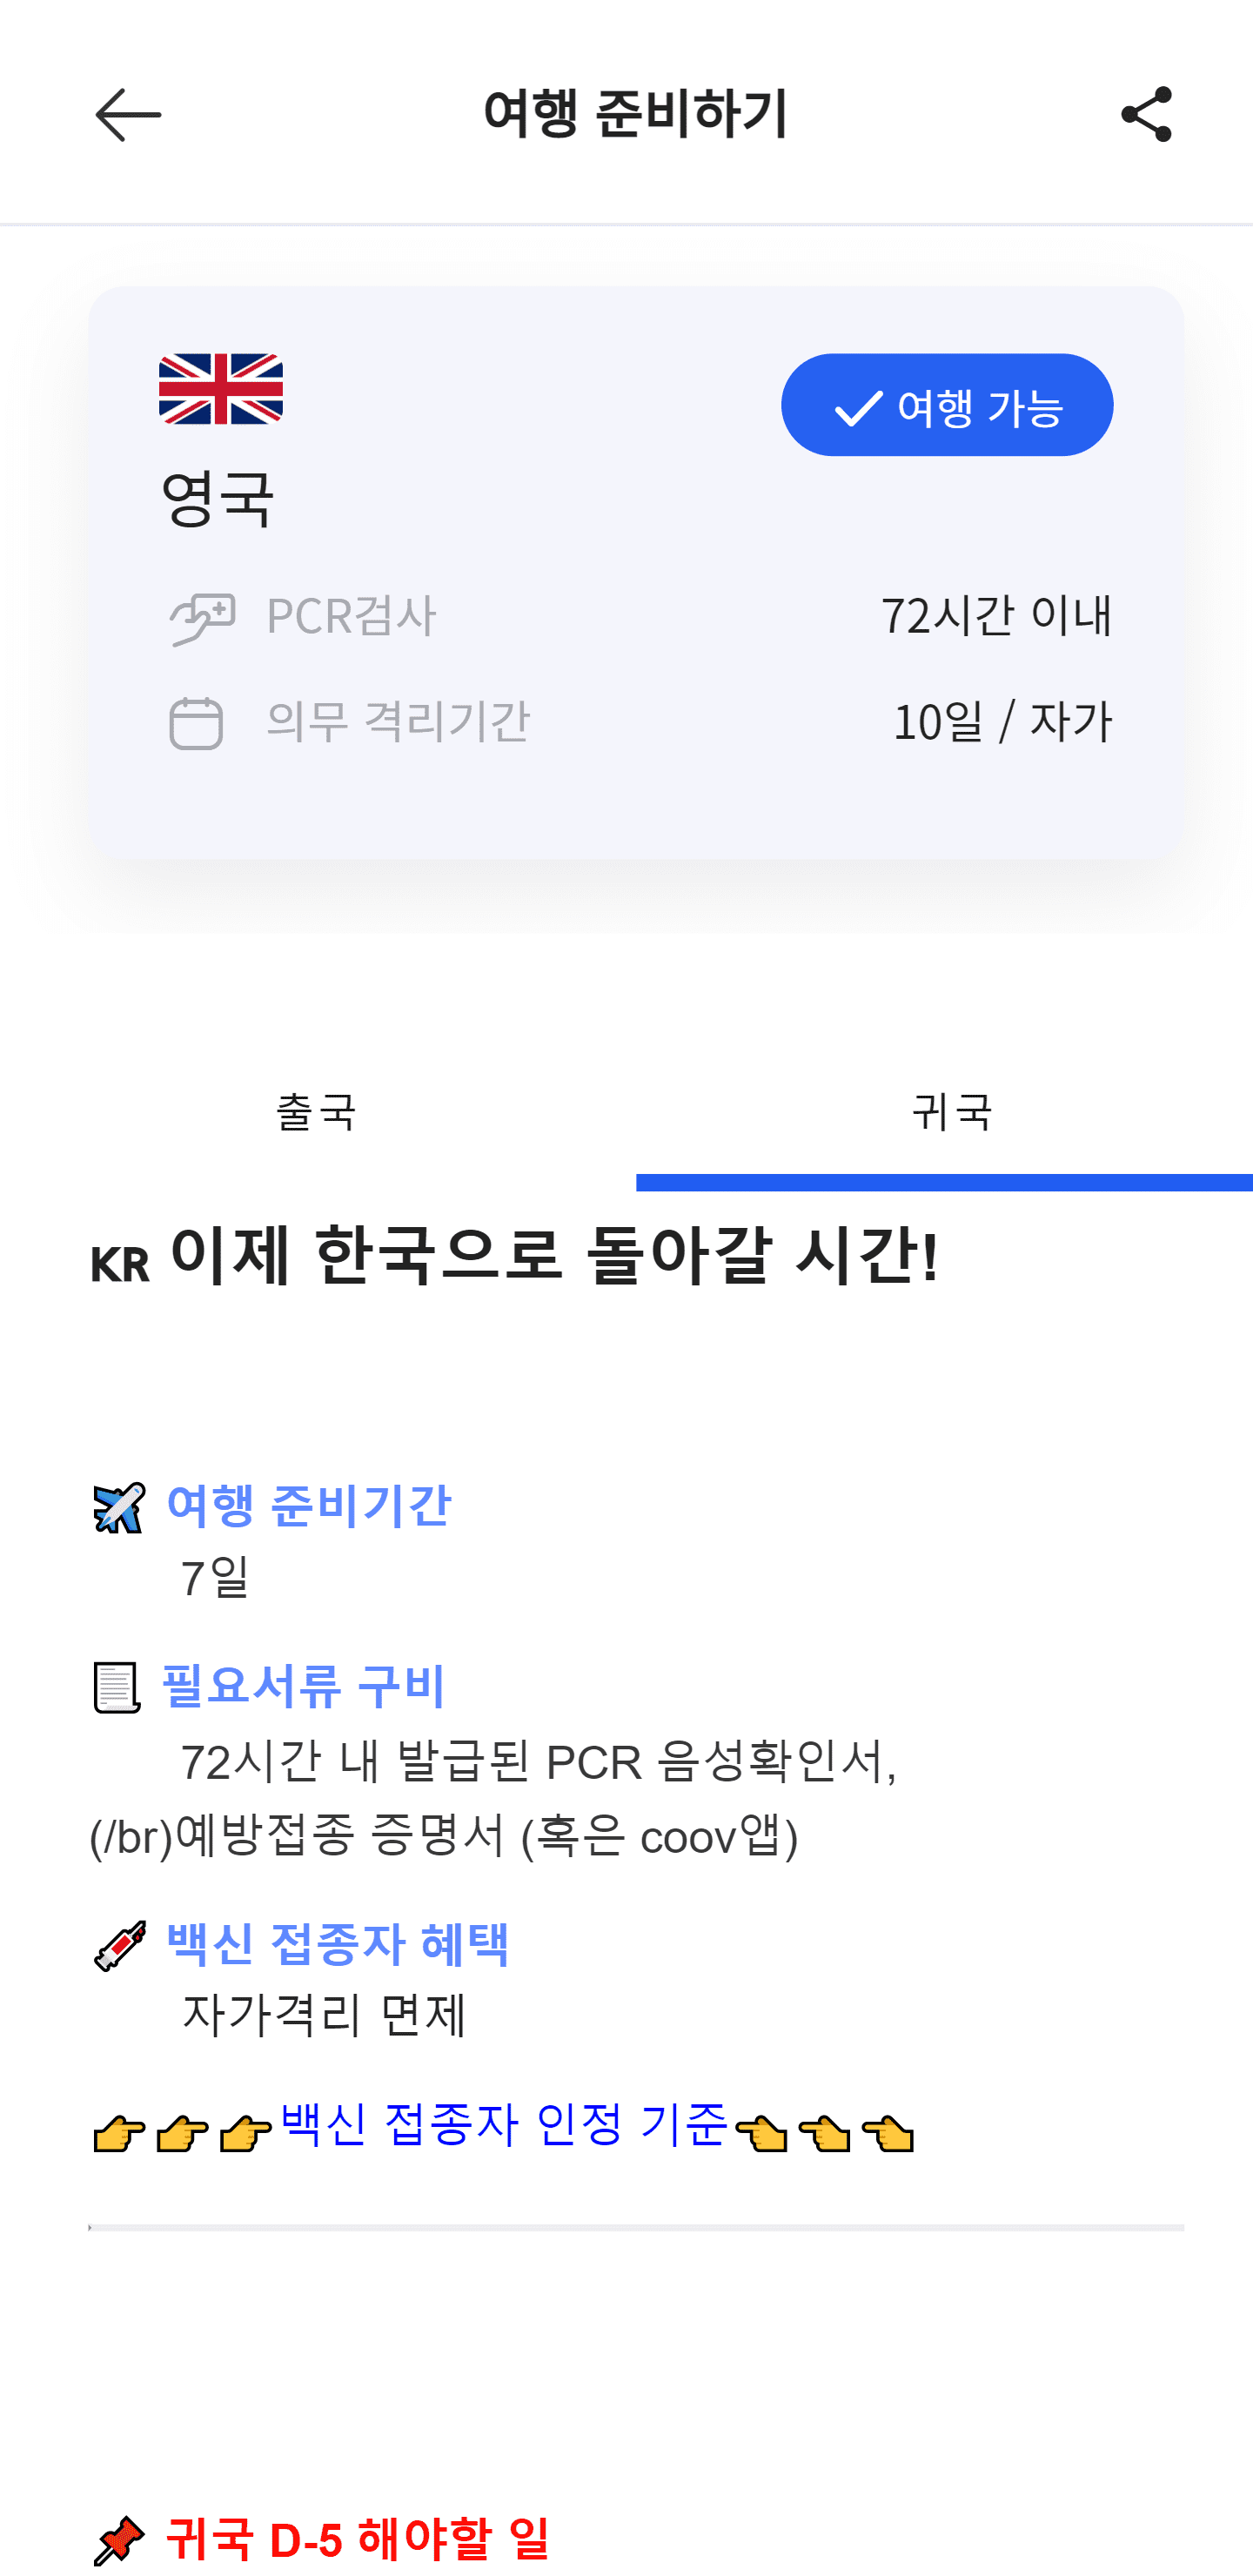 여행 준비하기
여행 가능
영국
PCR검사 72시간 이내
의무 격리기간 10일 / 자가
출국 귀국
KR 이제 한국으로 돌아갈 시간!
✈️ 여행 준비기간
7일
📃 필요서류 구비
72시간 내 발급된 PCR 음성확인서,
(/br)예방접종 증명서 (혹은 coov앱)
💉 백신 접종자 혜택
자가격리 면제
👉👉👉백신 접종자 인정 기준👈👈👈
📌 귀국 D-5 해야할 일